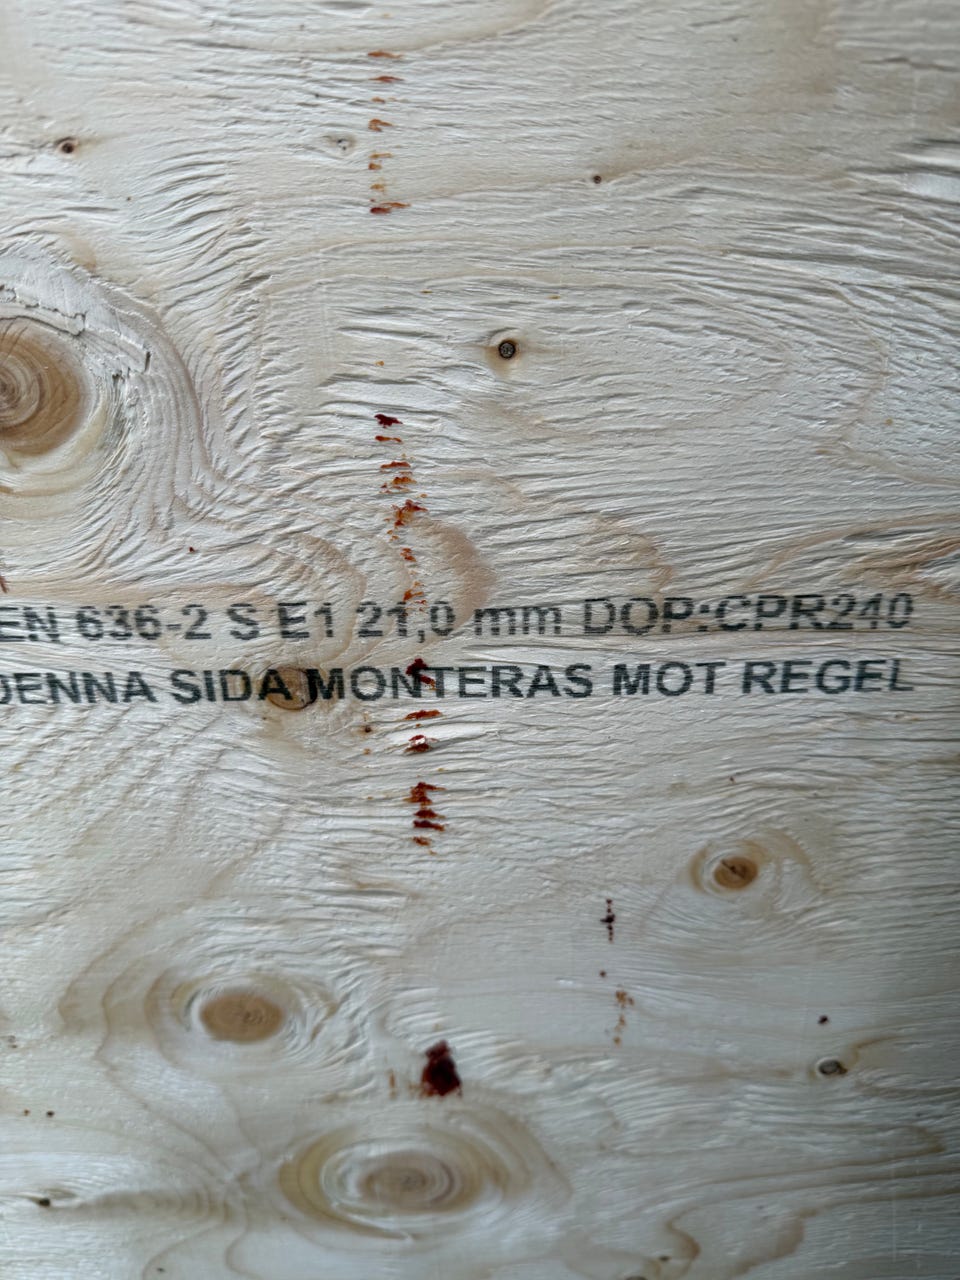 EN 636-2 S E1 21,0 mm DOP:CPR240
DENNA SIDA MONTERAS MOT REGEL